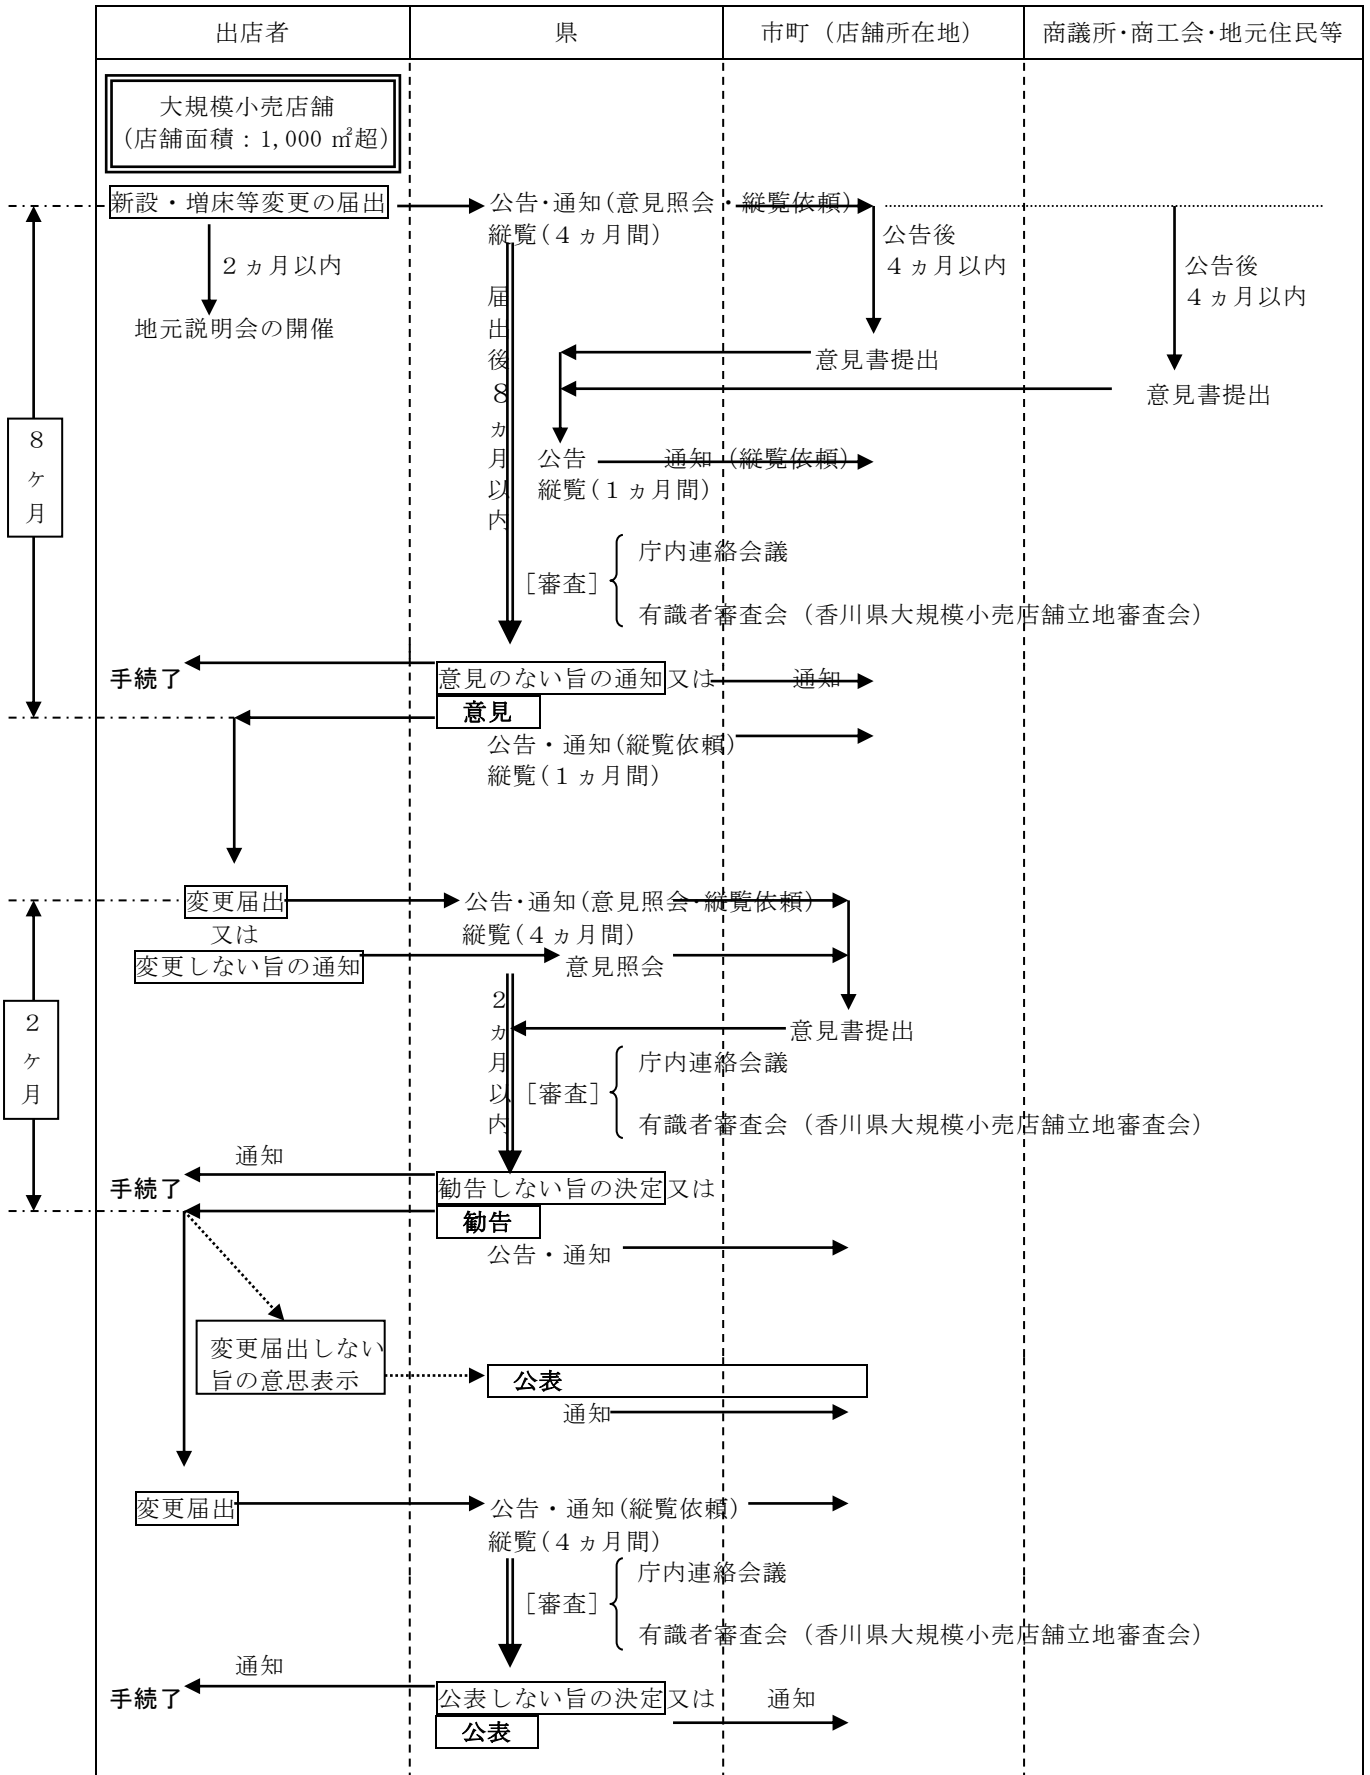 出店者
県
市町（店舗所在地）
商議所・商工会・地元住民等
大規模小売店舗
（店舗面積：1,000 ㎡超）
新設・増床等変更の届出
公告・通知（意見照会・縦覧依頼）
縦覧（４ヵ月間）
公告後
４ヵ月以内
公告後
４ヵ月以内
２ヵ月以内
地元説明会の開催
届出後８ヵ月以内
意見書提出
意見書提出
８ヶ月
公告
通知（縦覧依頼）
縦覧（１ヵ月間）
［審査］
庁内連絡会議
有識者審査会（香川県大規模小売店舗立地審査会）
手続了
意見のない旨の通知又は
通知
意見
公告・通知（縦覧依頼）
縦覧（１ヵ月間）
変更届出
公告・通知（意見照会・縦覧依頼）
又は
縦覧（４ヵ月間）
変更しない旨の通知
意見照会
２ヶ月
２ヵ月以内
意見書提出
［審査］
庁内連絡会議
有識者審査会（香川県大規模小売店舗立地審査会）
通知
手続了
勧告しない旨の決定又は
勧告
公告・通知
変更届出しない
旨の意思表示
公表
通知
変更届出
公告・通知（縦覧依頼）
縦覧（４ヵ月間）
［審査］
庁内連絡会議
有識者審査会（香川県大規模小売店舗立地審査会）
通知
手続了
公表しない旨の決定又は
通知
公表